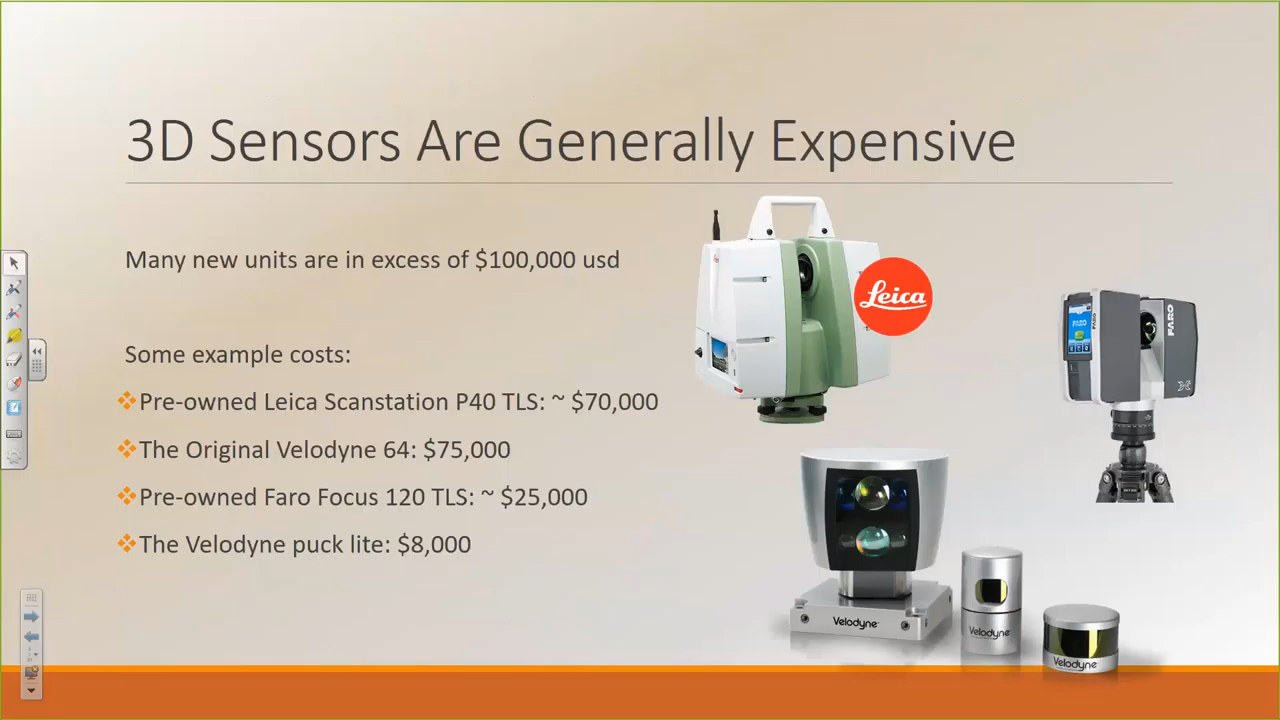 3D Sensors Are Generally Expensive
Many new units are in excess of $100,000 usd
Some example costs:
Pre-owned Leica Scanstation P40 TLS: ~ $70,000
The Original Velodyne 64: $75,000
Pre-owned Faro Focus 120 TLS: ~ $25,000
The Velodyne puck lite: $8,000
Leica
FARO
FARO
Velodyne
Velodyne
Velodyne